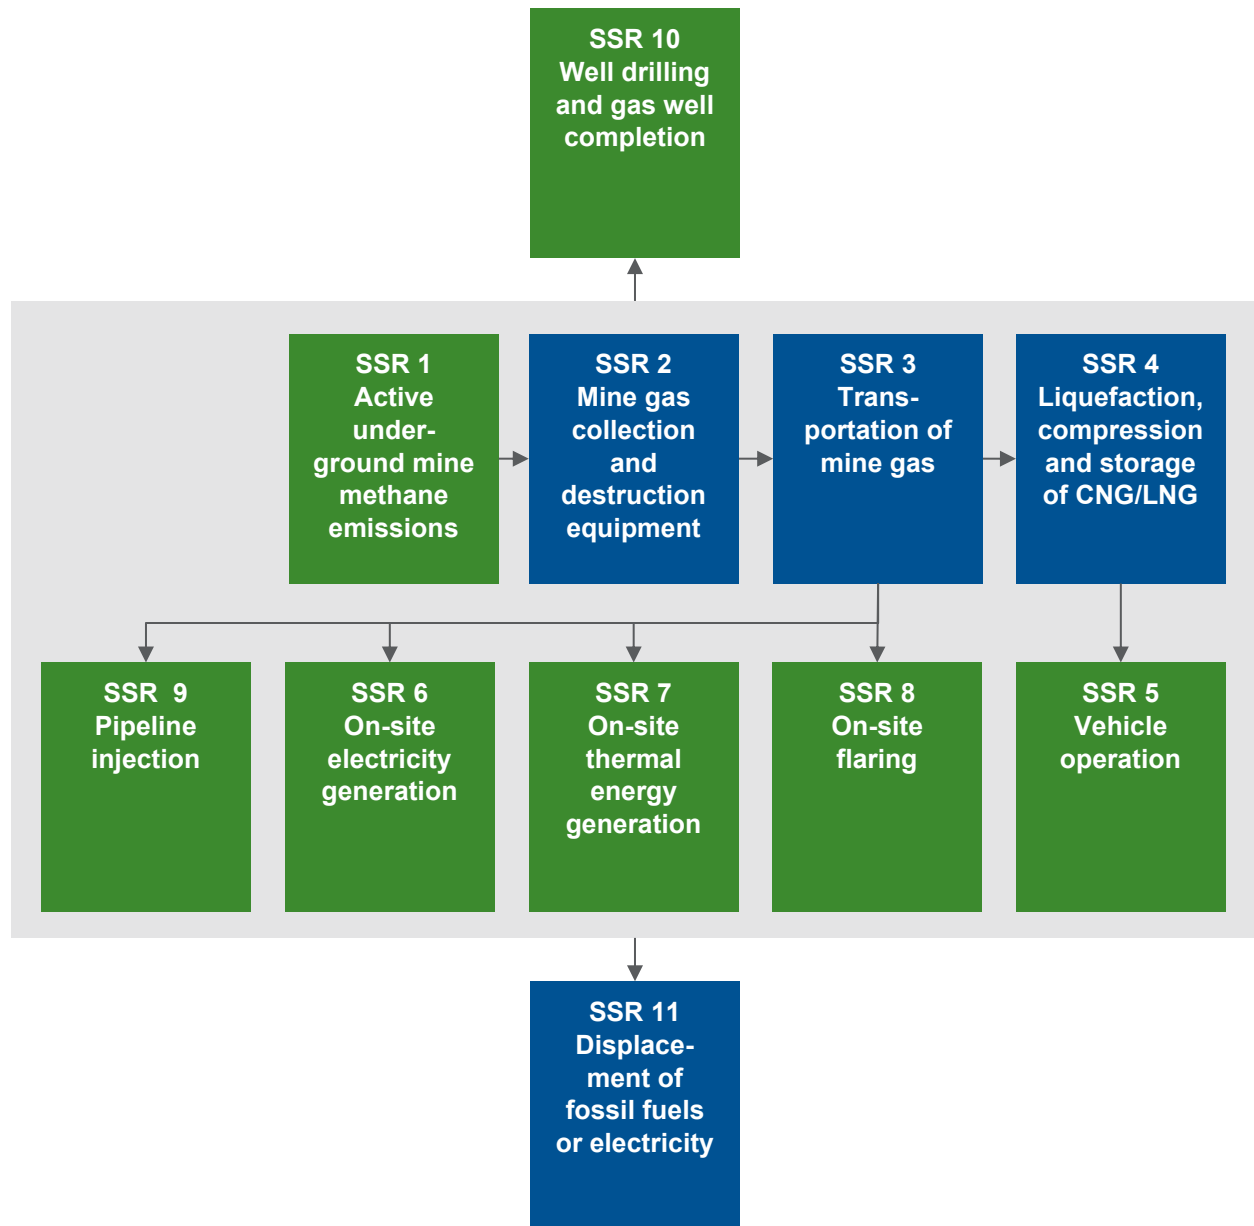 SSR 10
Well drilling
and gas well
completion
SSR 1
Active
under-
ground mine
methane
emissions
SSR 2
Mine gas
collection
and
destruction
equipment
SSR 3
Trans-
portation of
mine gas
SSR 4
Liquefaction,
compression
and storage
of CNG/LNG
SSR  9
Pipeline
injection
SSR 6
On-site
electricity
generation
SSR 7
On-site
thermal
energy
generation
SSR 8
On-site
flaring
SSR 5
Vehicle
operation
SSR 11
Displace-
ment of
fossil fuels
or electricity